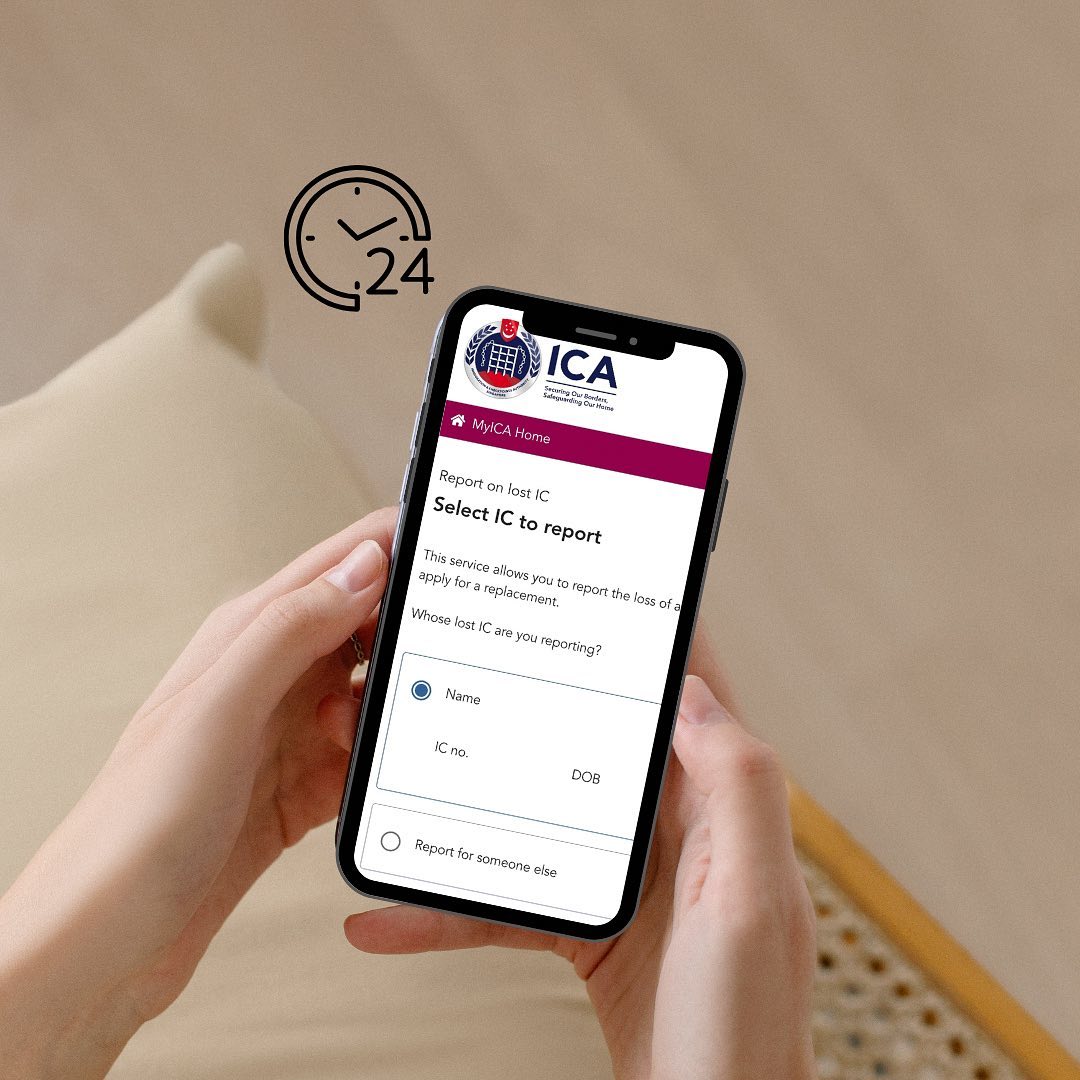 24
ICA
Securing Our Borders,
Safeguarding Our Home
MyICA Home
Report on lost IC
Select IC to report
This service allows you to report the loss of a
apply for a replacement.
Whose lost IC are you reporting?
Name
IC no.
DOB
Report for someone else